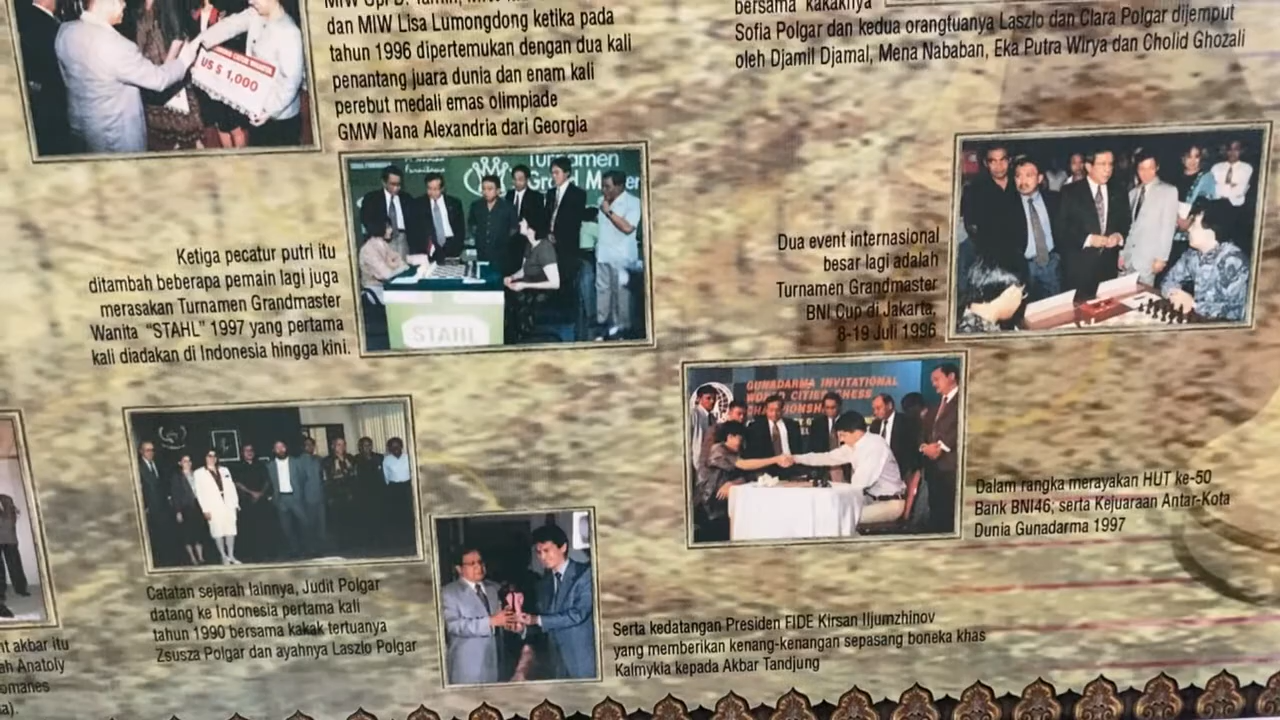 US $ 1,000
dan MIW Lisa Lumongdong ketika pada
tahun 1996 dipertemukan dengan dua kali
penantang juara dunia dan enam kali
perebut medali emas olimpiade
GMW Nana Alexandria dari Georgia
bersama kakaknya
Sofia Polgar dan kedua orangtuanya Laszlo dan Clara Polgar dijemput
oleh Djamil Djamal, Mena Nababan, Eka Putra Wirya dan Cholid Ghozali
Turnamen
Grand Master
STAHL
Ketiga pecatur putri itu
ditambah beberapa pemain lagi juga
merasakan Turnamen Grandmaster
Wanita "STAHL" 1997 yang pertama
kali diadakan di Indonesia hingga kini.
Dua event internasional
besar lagi adalah
Turnamen Grandmaster
BNI Cup di Jakarta,
8-19 Juli 1996
GUNADARMA INVITATIONAL
WORLD CITIES CHESS
CHAMPIONSHIP
Dalam rangka merayakan HUT ke-50
Bank BNI46; serta Kejuaraan Antar-Kota
Dunia Gunadarma 1997
Catatan sejarah lainnya, Judit Polgar
datang ke Indonesia pertama kali
tahun 1990 bersama kakak tertuanya
Zsusza Polgar dan ayahnya Laszlo Polgar
Serta kedatangan Presiden FIDE Kirsan Iljumzhinov
yang memberikan kenang-kenangan sepasang boneka khas
Kalmykia kepada Akbar Tandjung
akbar itu
Anatoly